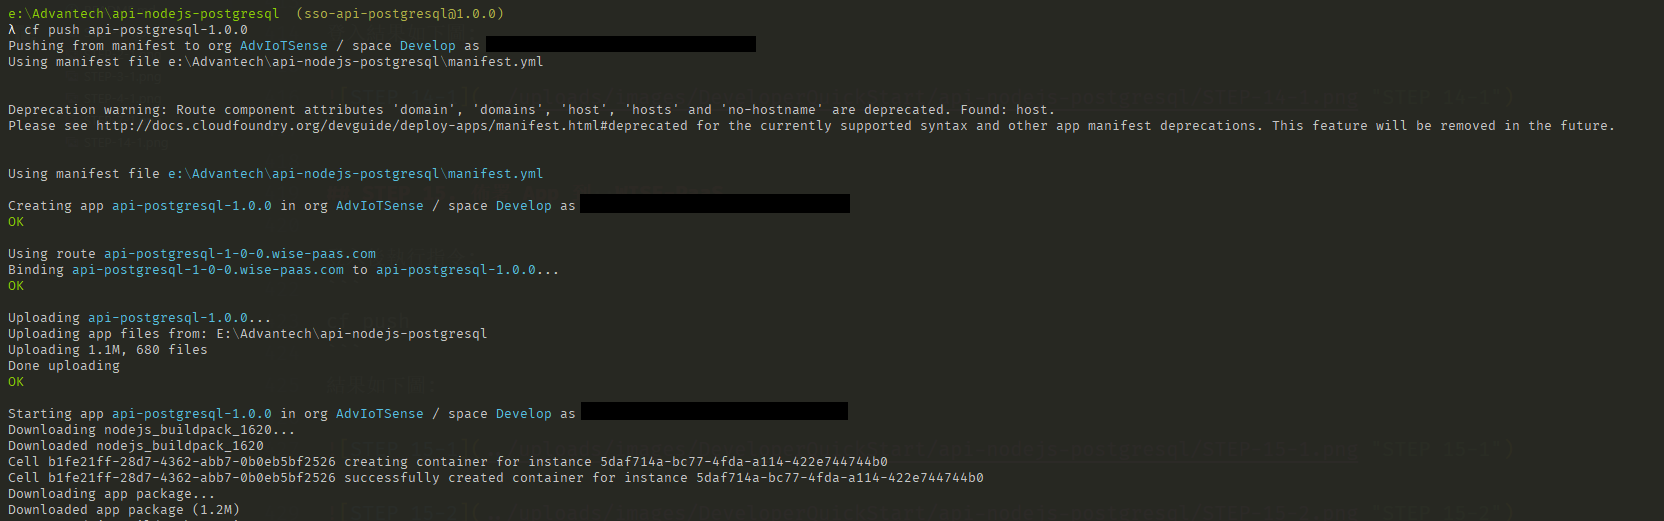 e:\Advantech\api-nodejs-postgresql  (sso-api-postgresql@1.0.0)
λ cf push api-postgresql-1.0.0
Pushing from manifest to org AdvIoTSense / space Develop as
Using manifest file e:\Advantech\api-nodejs-postgresql\manifest.yml
Deprecation warning: Route component attributes 'domain', 'domains', 'host', 'hosts' and 'no-hostname' are deprecated. Found: host.
Please see http://docs.cloudfoundry.org/devguide/deploy-apps/manifest.html#deprecated for the currently supported syntax and other app manifest deprecations. This feature will be removed in the future.
Using manifest file e:\Advantech\api-nodejs-postgresql\manifest.yml
Creating app api-postgresql-1.0.0 in org AdvIoTSense / space Develop as
OK
Using route api-postgresql-1-0-0.wise-paas.com
Binding api-postgresql-1-0-0.wise-paas.com to api-postgresql-1.0.0...
OK
Uploading api-postgresql-1.0.0...
Uploading app files from: E:\Advantech\api-nodejs-postgresql
Uploading 1.1M, 680 files
Done uploading
OK
Starting app api-postgresql-1.0.0 in org AdvIoTSense / space Develop as
Downloading nodejs_buildpack_1620...
Downloaded nodejs_buildpack_1620
Cell b1fe21ff-28d7-4362-abb7-0b0eb5bf2526 creating container for instance 5daf714a-bc77-4fda-a114-422e744744b0
Cell b1fe21ff-28d7-4362-abb7-0b0eb5bf2526 successfully created container for instance 5daf714a-bc77-4fda-a114-422e744744b0
Downloading app package...
Downloaded app package (1.2M)